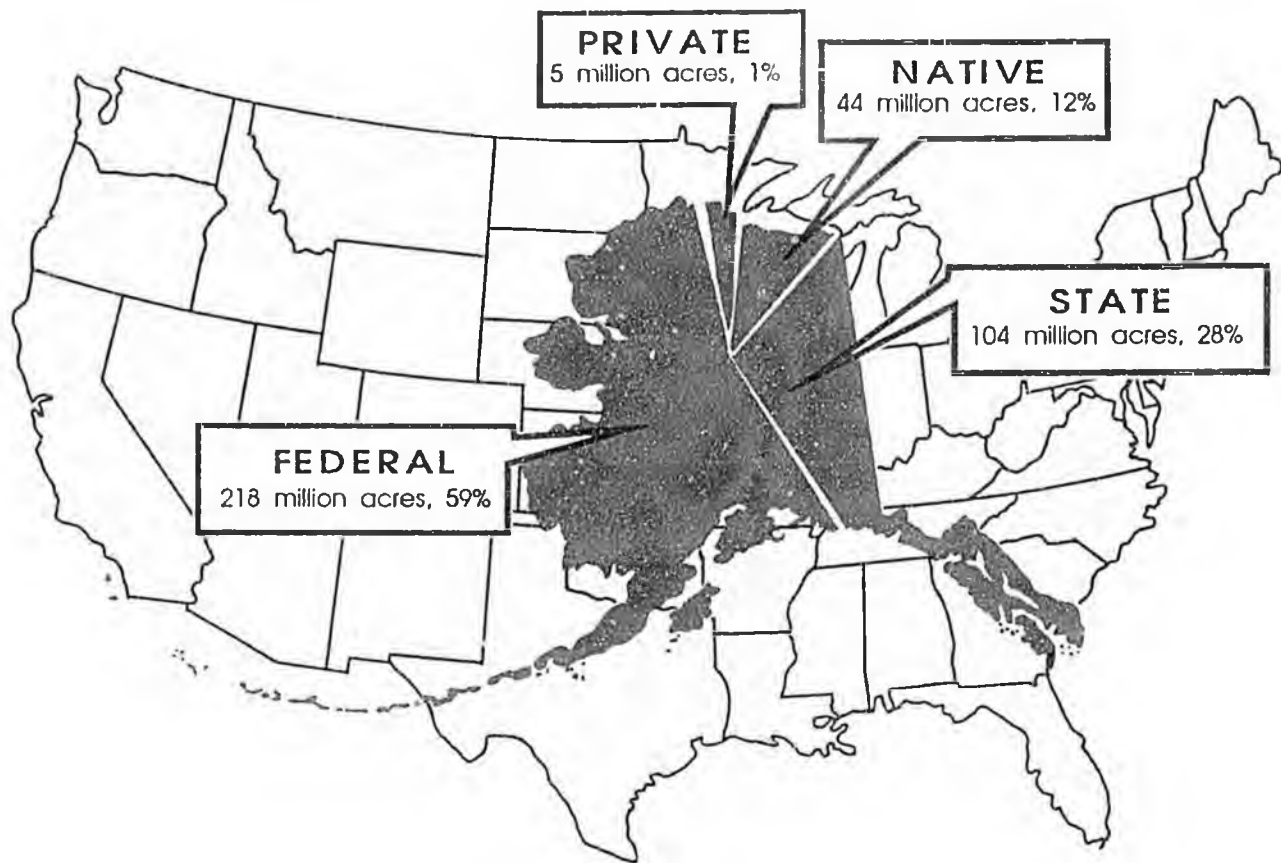 PRIVATE
5 million acres, 1%
NATIVE
44 million acres, 12%
STATE
104 million acres, 28%
FEDERAL
218 million acres, 59%